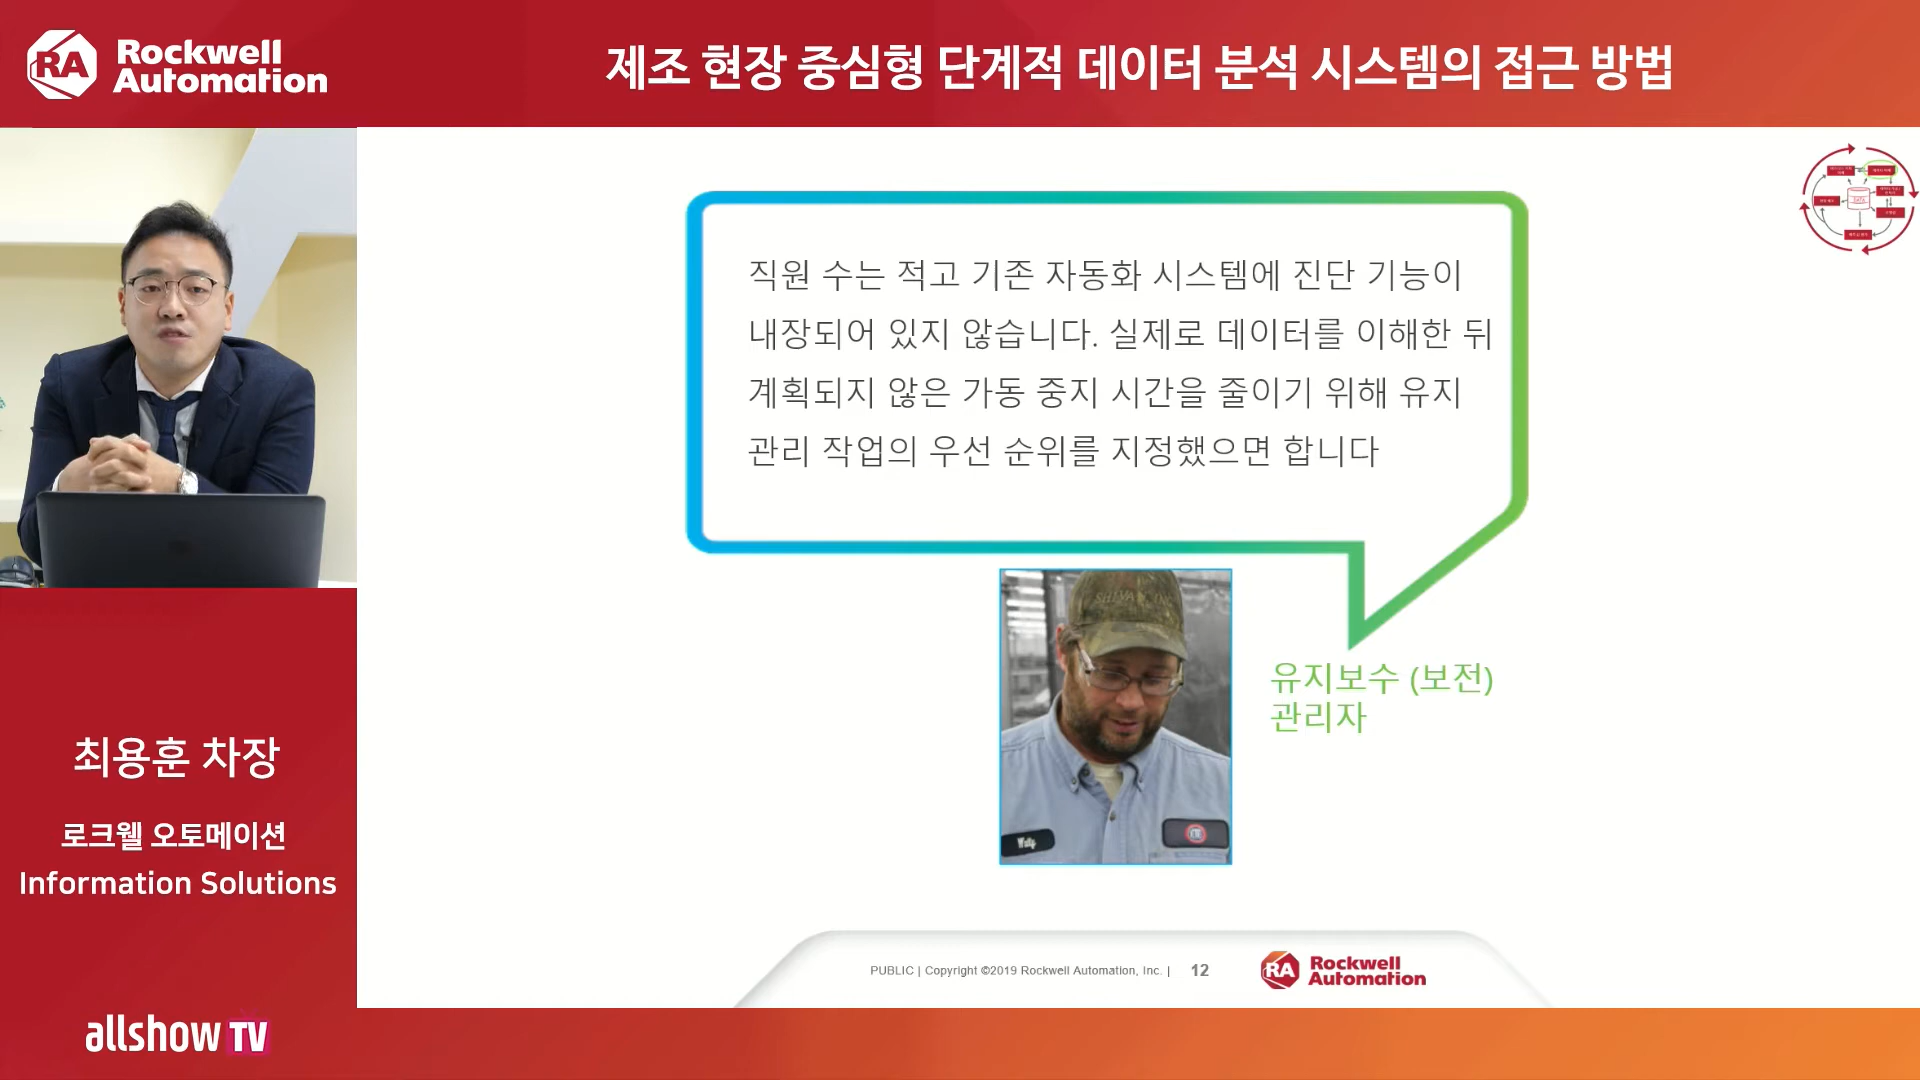 RA Rockwell Automation
제조 현장 중심형 단계적 데이터 분석 시스템의 접근 방법
직원 수는 적고 기존 자동화 시스템에 진단 기능이
내장되어 있지 않습니다. 실제로 데이터를 이해한 뒤
계획되지 않은 가동 중지 시간을 줄이기 위해 유지
관리 작업의 우선 순위를 지정했으면 합니다
유지보수 (보전)
관리자
최용훈 차장
로크웰 오토메이션
Information Solutions
allshow TV
PUBLIC | Copyright ©2019 Rockwell Automation, Inc. | 12
RA Rockwell Automation